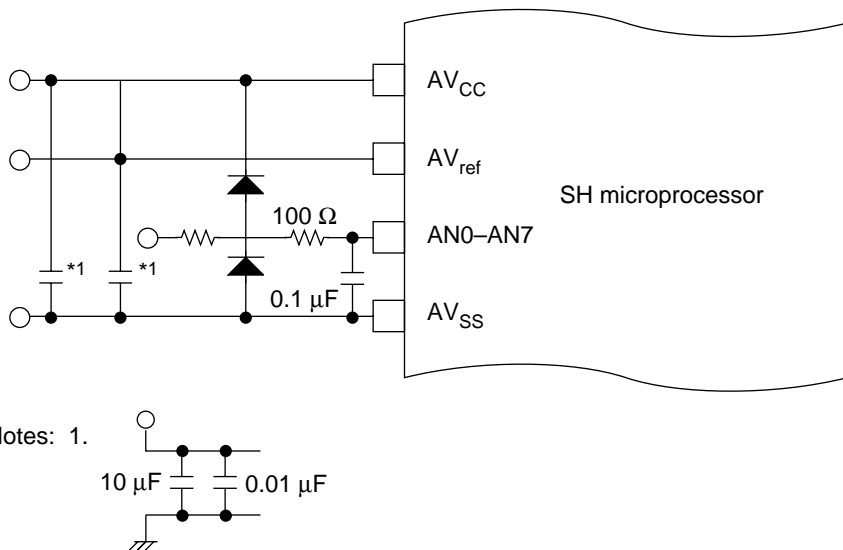 AVCC
AVref
SH microprocessor
100 Ω
AN0–AN7
*1
*1
0.1 μF
AVSS
lotes: 1.
10 μF
0.01 μF